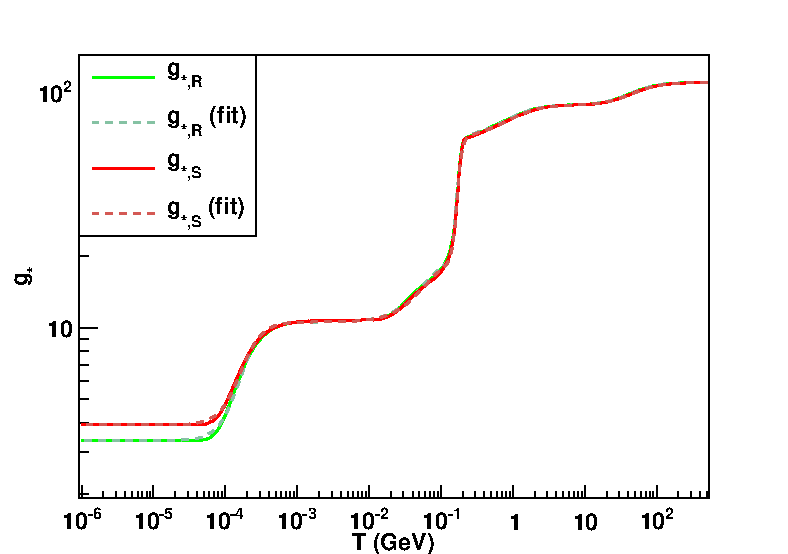 g*,R
g*,R (fit)
g*,S
g*,S (fit)
g*
10²
10
10⁻⁶ 10⁻⁵ 10⁻⁴ 10⁻³ 10⁻² 10⁻¹ 1 10 10²
T (GeV)